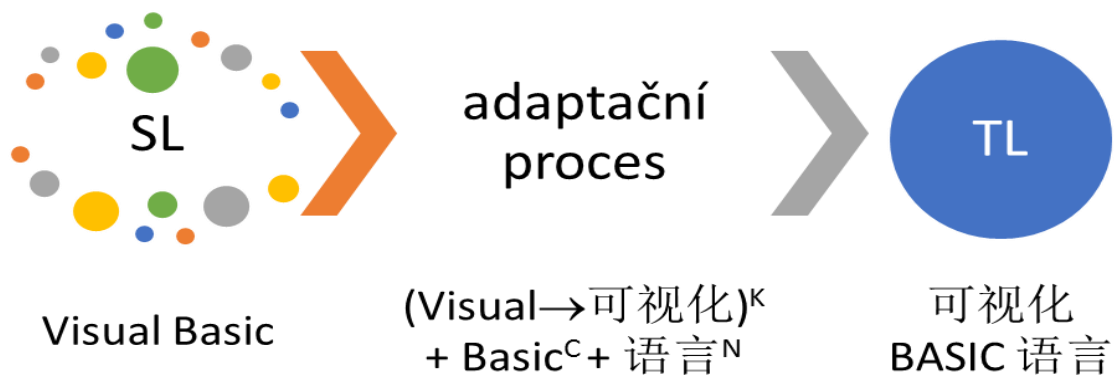 SL
adaptační
proces
TL
Visual Basic
(Visual→可视化)ᴷ
+ Basicᶜ + 语言ᴺ
可视化
BASIC 语言